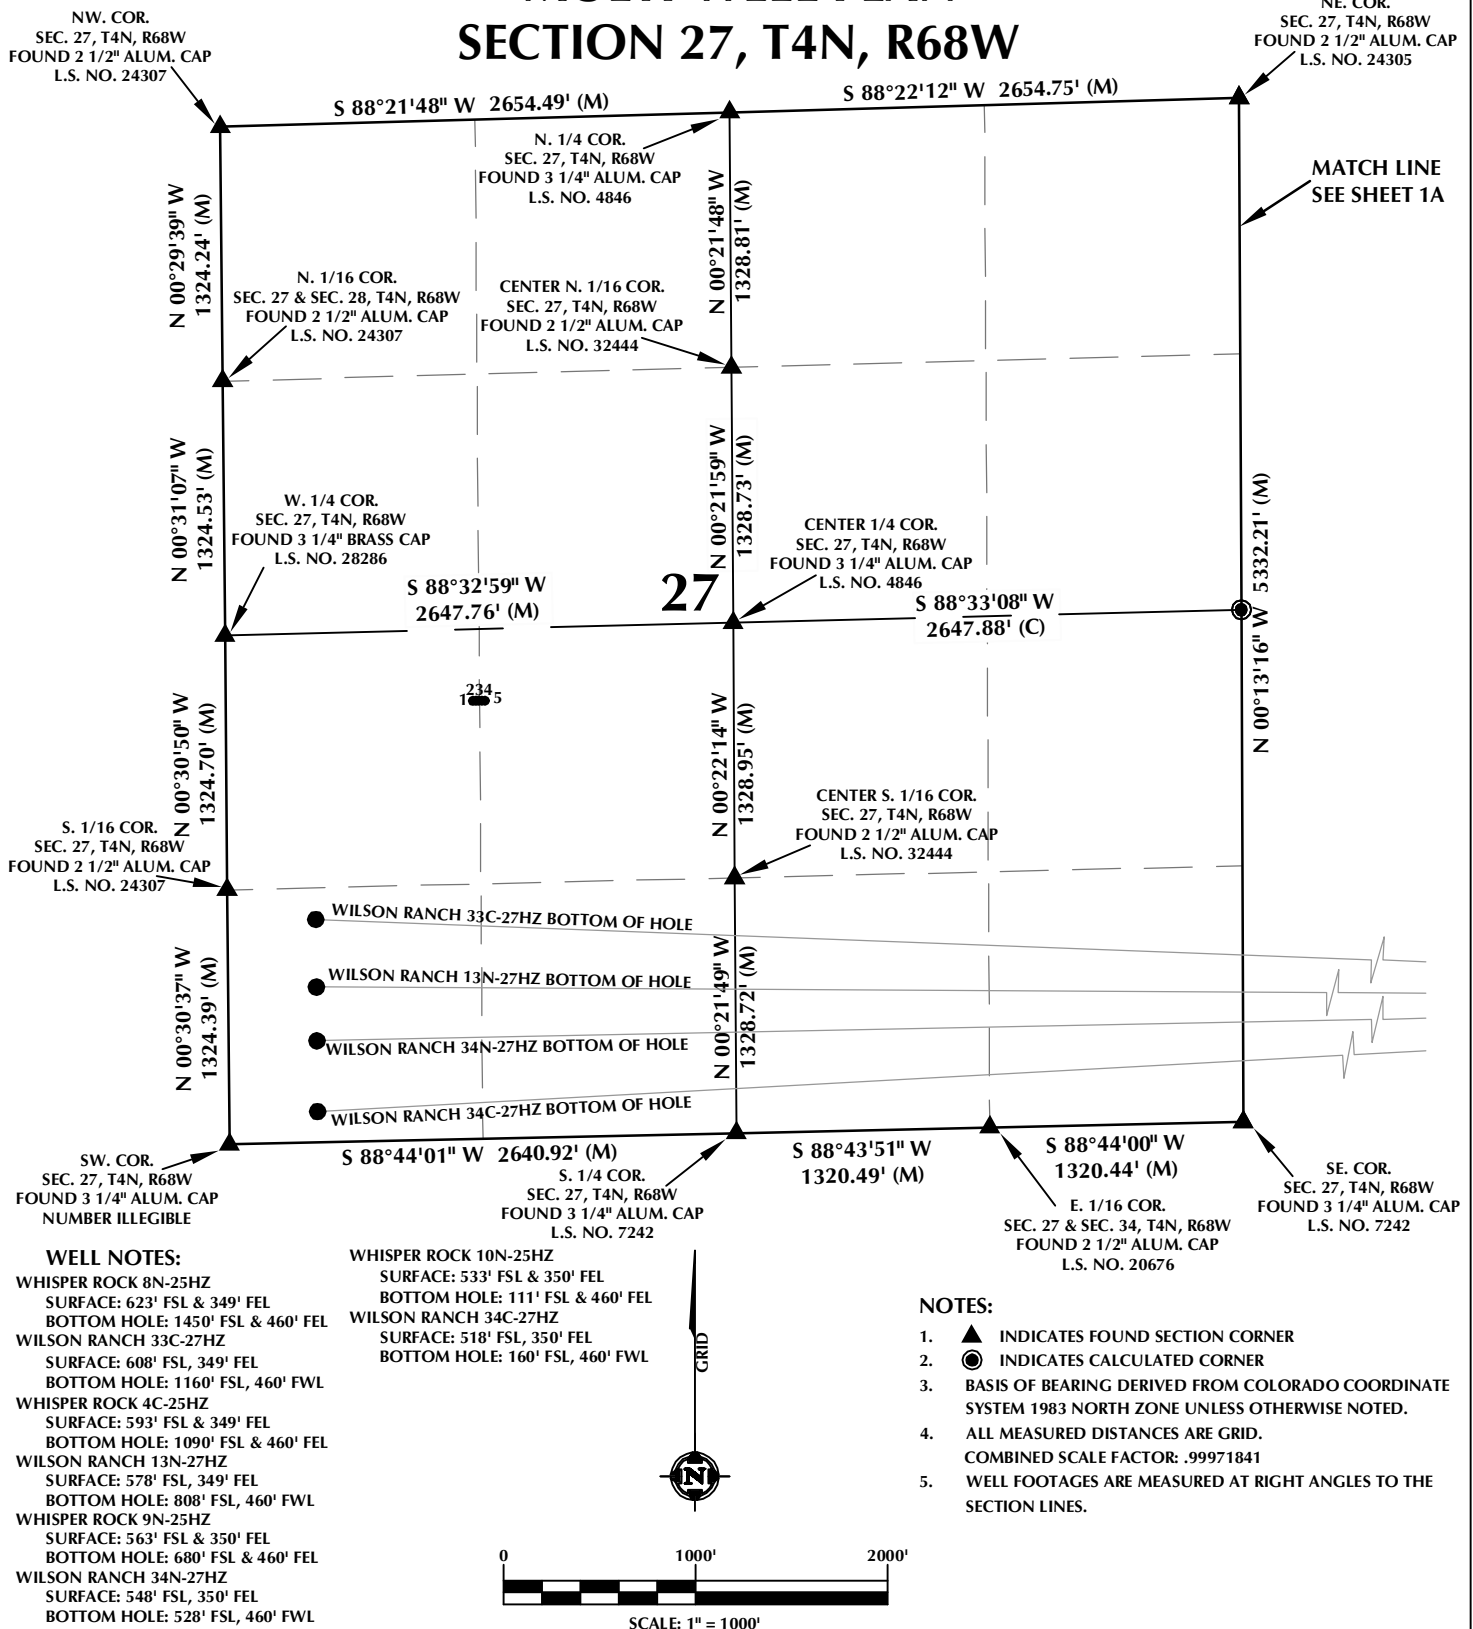 SECTION 27, T4N, R68W
NW. COR.
SEC. 27, T4N, R68W
FOUND 2 1/2" ALUM. CAP
L.S. NO. 24307
NE. COR.
SEC. 27, T4N, R68W
FOUND 2 1/2" ALUM. CAP
L.S. NO. 24305
S 88°21'48" W 2654.49' (M)
S 88°22'12" W 2654.75' (M)
N. 1/4 COR.
SEC. 27, T4N, R68W
FOUND 3 1/4" ALUM. CAP
L.S. NO. 4846
MATCH LINE
SEE SHEET 1A
N 00°29'39" W
1324.24' (M)
N 00°21'48" W
1328.81' (M)
N. 1/16 COR.
SEC. 27 & SEC. 28, T4N, R68W
FOUND 2 1/2" ALUM. CAP
L.S. NO. 24307
CENTER N. 1/16 COR.
SEC. 27, T4N, R68W
FOUND 2 1/2" ALUM. CAP
L.S. NO. 32444
N 00°31'07" W
1324.53' (M)
N 00°21'59" W
1328.73' (M)
W. 1/4 COR.
SEC. 27, T4N, R68W
FOUND 3 1/4" BRASS CAP
L.S. NO. 28286
CENTER 1/4 COR.
SEC. 27, T4N, R68W
FOUND 3 1/4" ALUM. CAP
L.S. NO. 4846
N 00°13'16" W 5332.21' (M)
S 88°32'59" W
2647.76' (M)
27
S 88°33'08" W
2647.88' (C)
1 2 3 4 5
N 00°30'50" W
1324.70' (M)
N 00°22'14" W
1328.95' (M)
S. 1/16 COR.
SEC. 27, T4N, R68W
FOUND 2 1/2" ALUM. CAP
L.S. NO. 24307
CENTER S. 1/16 COR.
SEC. 27, T4N, R68W
FOUND 2 1/2" ALUM. CAP
L.S. NO. 32444
N 00°30'37" W
1324.39' (M)
N 00°21'49" W
1328.72' (M)
WILSON RANCH 33C-27HZ BOTTOM OF HOLE
WILSON RANCH 13N-27HZ BOTTOM OF HOLE
WILSON RANCH 34N-27HZ BOTTOM OF HOLE
WILSON RANCH 34C-27HZ BOTTOM OF HOLE
S 88°44'01" W 2640.92' (M)
S 88°43'51" W
1320.49' (M)
S 88°44'00" W
1320.44' (M)
SW. COR.
SEC. 27, T4N, R68W
FOUND 3 1/4" ALUM. CAP
NUMBER ILLEGIBLE
S. 1/4 COR.
SEC. 27, T4N, R68W
FOUND 3 1/4" ALUM. CAP
L.S. NO. 7242
E. 1/16 COR.
SEC. 27 & SEC. 34, T4N, R68W
FOUND 2 1/2" ALUM. CAP
L.S. NO. 20676
SE. COR.
SEC. 27, T4N, R68W
FOUND 3 1/4" ALUM. CAP
L.S. NO. 7242
WELL NOTES:
WHISPER ROCK 8N-25HZ
SURFACE: 623' FSL & 349' FEL
BOTTOM HOLE: 1450' FSL & 460' FEL
WILSON RANCH 33C-27HZ
SURFACE: 608' FSL, 349' FEL
BOTTOM HOLE: 1160' FSL, 460' FWL
WHISPER ROCK 4C-25HZ
SURFACE: 593' FSL & 349' FEL
BOTTOM HOLE: 1090' FSL & 460' FEL
WILSON RANCH 13N-27HZ
SURFACE: 578' FSL, 349' FEL
BOTTOM HOLE: 808' FSL, 460' FWL
WHISPER ROCK 9N-25HZ
SURFACE: 563' FSL & 350' FEL
BOTTOM HOLE: 680' FSL & 460' FEL
WILSON RANCH 34N-27HZ
SURFACE: 548' FSL, 350' FEL
BOTTOM HOLE: 528' FSL, 460' FWL
WHISPER ROCK 10N-25HZ
SURFACE: 533' FSL & 350' FEL
BOTTOM HOLE: 111' FSL & 460' FEL
WILSON RANCH 34C-27HZ
SURFACE: 518' FSL, 350' FEL
BOTTOM HOLE: 160' FSL, 460' FWL
GRID
N
NOTES:
1. INDICATES FOUND SECTION CORNER
2. INDICATES CALCULATED CORNER
3. BASIS OF BEARING DERIVED FROM COLORADO COORDINATE
SYSTEM 1983 NORTH ZONE UNLESS OTHERWISE NOTED.
4. ALL MEASURED DISTANCES ARE GRID.
COMBINED SCALE FACTOR: .99971841
5. WELL FOOTAGES ARE MEASURED AT RIGHT ANGLES TO THE
SECTION LINES.
0 1000' 2000'
SCALE: 1" = 1000'